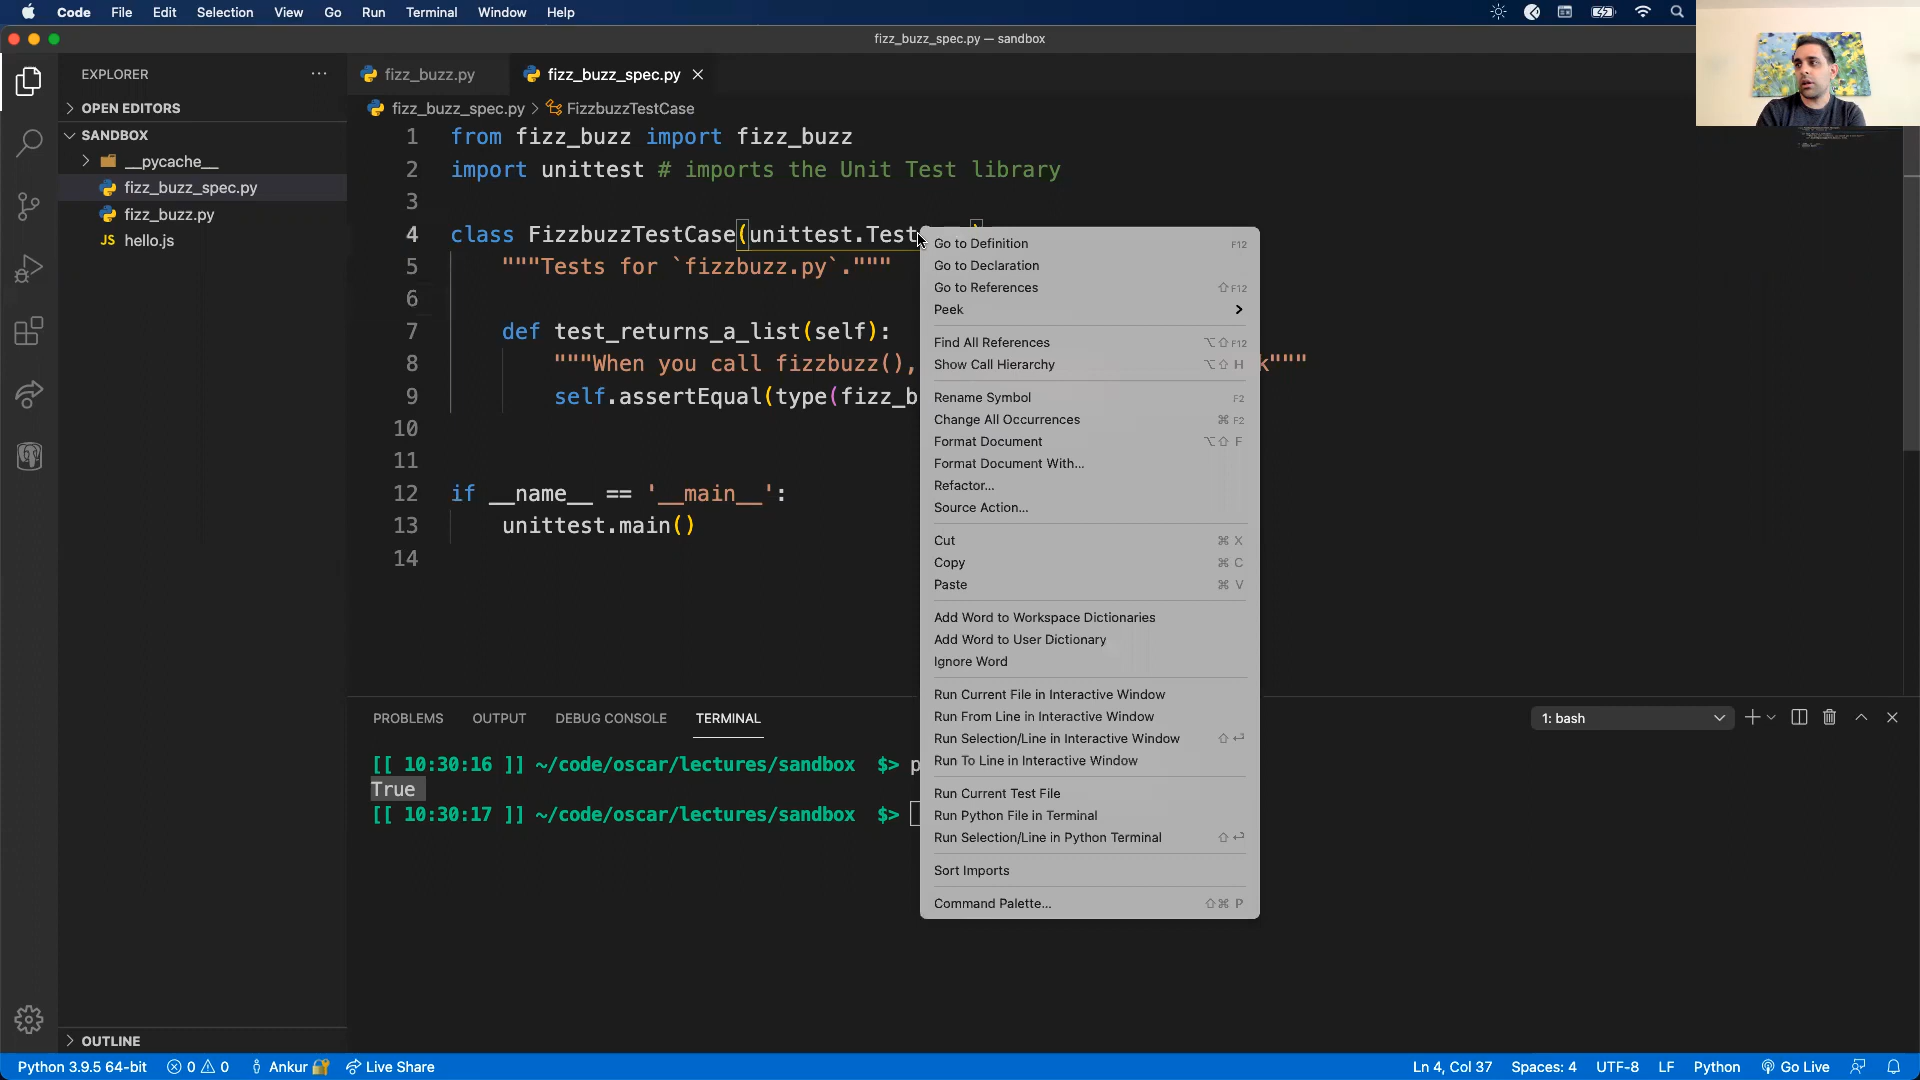 Code File Edit Selection View Go Run Terminal Window Help
fizz_buzz_spec.py — sandbox
EXPLORER
OPEN EDITORS
SANDBOX
__pycache__
fizz_buzz_spec.py
fizz_buzz.py
JS hello.js
OUTLINE
fizz_buzz.py
fizz_buzz_spec.py
fizz_buzz_spec.py > FizzbuzzTestCase
1 from fizz_buzz import fizz_buzz
2 import unittest # imports the Unit Test library
3
4 class FizzbuzzTestCase(unittest.Test
5 """Tests for `fizzbuzz.py`."""
6
7 def test_returns_a_list(self):
8 """When you call fizzbuzz(), k"""
9 self.assertEqual(type(fizz_b
10
11
12 if __name__ == '__main__':
13 unittest.main()
14
Go to Definition F12
Go to Declaration
Go to References ⇧F12
Peek
Find All References ⌥⇧F12
Show Call Hierarchy ⌥⇧ H
Rename Symbol F2
Change All Occurrences ⌘ F2
Format Document ⌥⇧ F
Format Document With...
Refactor...
Source Action...
Cut ⌘ X
Copy ⌘ C
Paste ⌘ V
Add Word to Workspace Dictionaries
Add Word to User Dictionary
Ignore Word
Run Current File in Interactive Window
Run From Line in Interactive Window
Run Selection/Line in Interactive Window ⇧ ⏎
Run To Line in Interactive Window
Run Current Test File
Run Python File in Terminal
Run Selection/Line in Python Terminal ⇧ ⏎
Sort Imports
Command Palette... ⇧⌘ P
PROBLEMS OUTPUT DEBUG CONSOLE TERMINAL
1: bash
[[ 10:30:16 ]] ~/code/oscar/lectures/sandbox $> p
True
[[ 10:30:17 ]] ~/code/oscar/lectures/sandbox $>
Python 3.9.5 64-bit 0 0 Ankur Live Share Ln 4, Col 37 Spaces: 4 UTF-8 LF Python Go Live